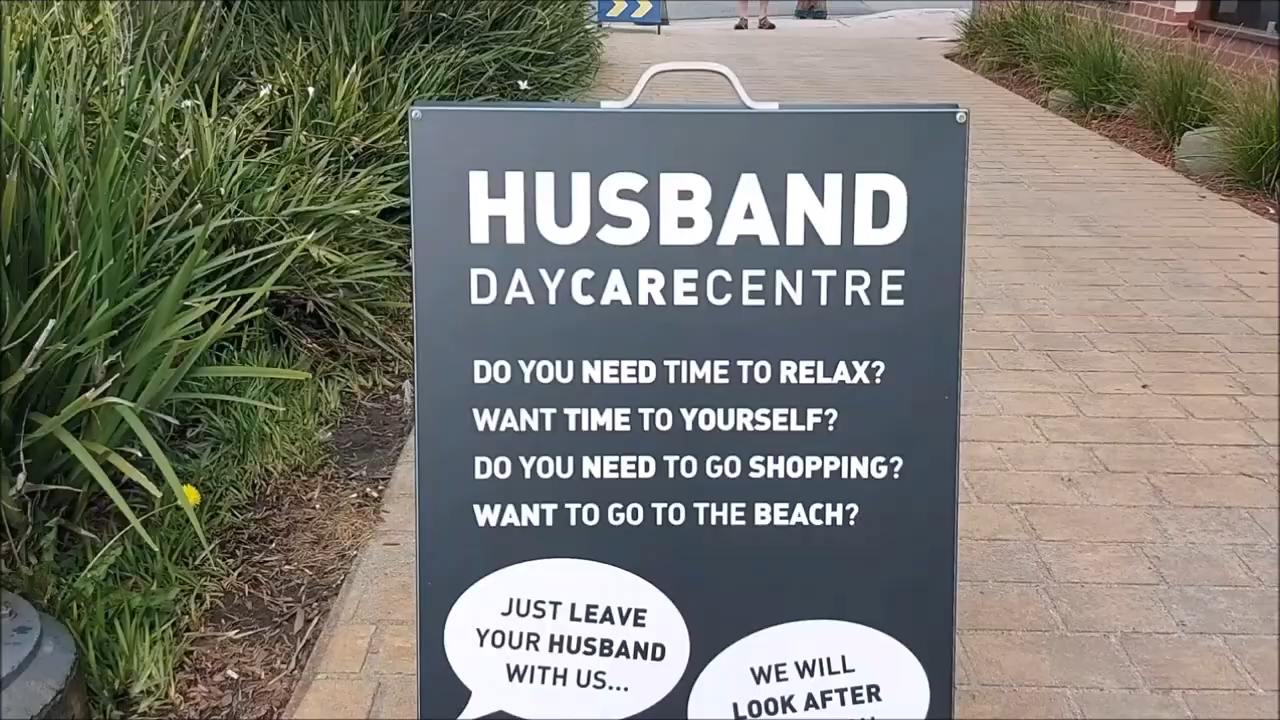 HUSBAND
DAYCARECENTRE
DO YOU NEED TIME TO RELAX?
WANT TIME TO YOURSELF?
DO YOU NEED TO GO SHOPPING?
WANT TO GO TO THE BEACH?
JUST LEAVE
YOUR HUSBAND
WITH US...
WE WILL
LOOK AFTER